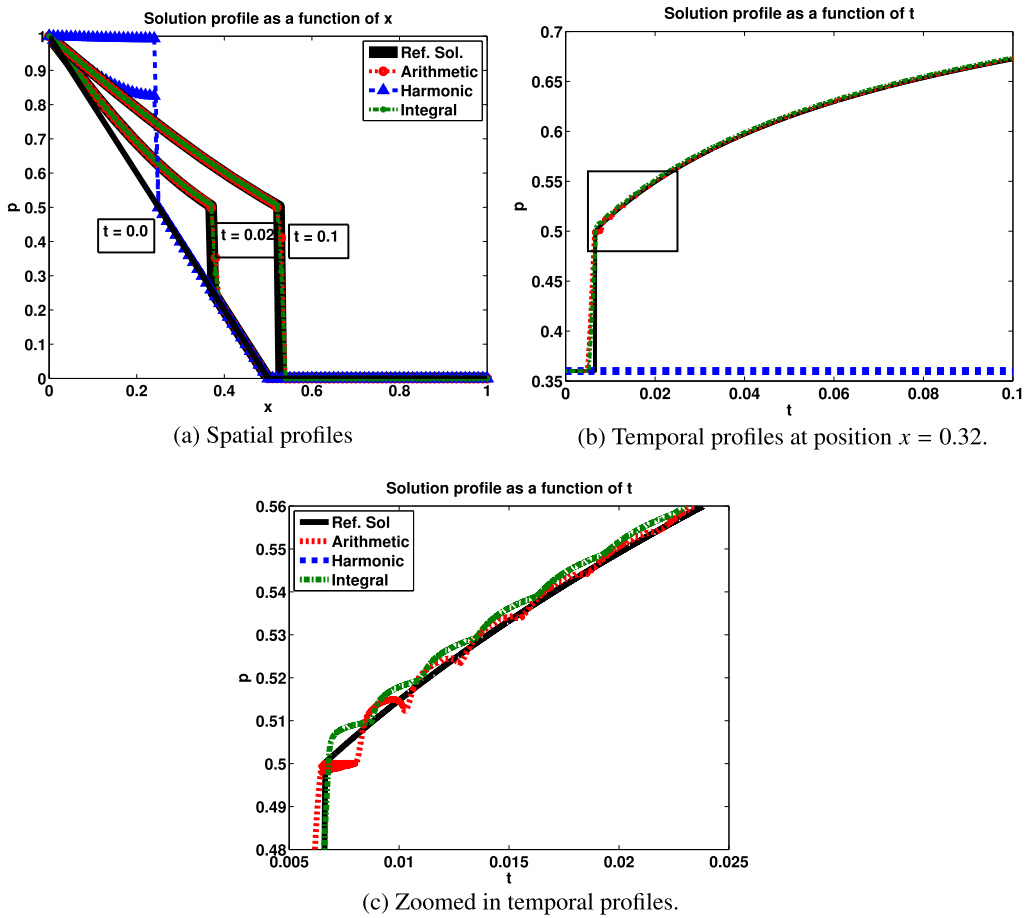 Solution profile as a function of x
1
0.9
0.8
0.7
0.6
0.5
0.4
0.3
0.2
0.1
0
p
Ref. Sol.
Arithmetic
Harmonic
Integral
t = 0.0
t = 0.02
t = 0.1
0 0.2 0.4 0.6 0.8 1
x
(a) Spatial profiles
Solution profile as a function of t
0.7
0.65
0.6
0.55
0.5
0.45
0.4
0.35
p
0 0.02 0.04 0.06 0.08 0.1
t
(b) Temporal profiles at position x = 0.32.
Solution profile as a function of t
0.56
0.55
0.54
0.53
0.52
0.51
0.5
0.49
0.48
p
Ref. Sol
Arithmetic
Harmonic
Integral
0.005 0.01 0.015 0.02 0.025
t
(c) Zoomed in temporal profiles.